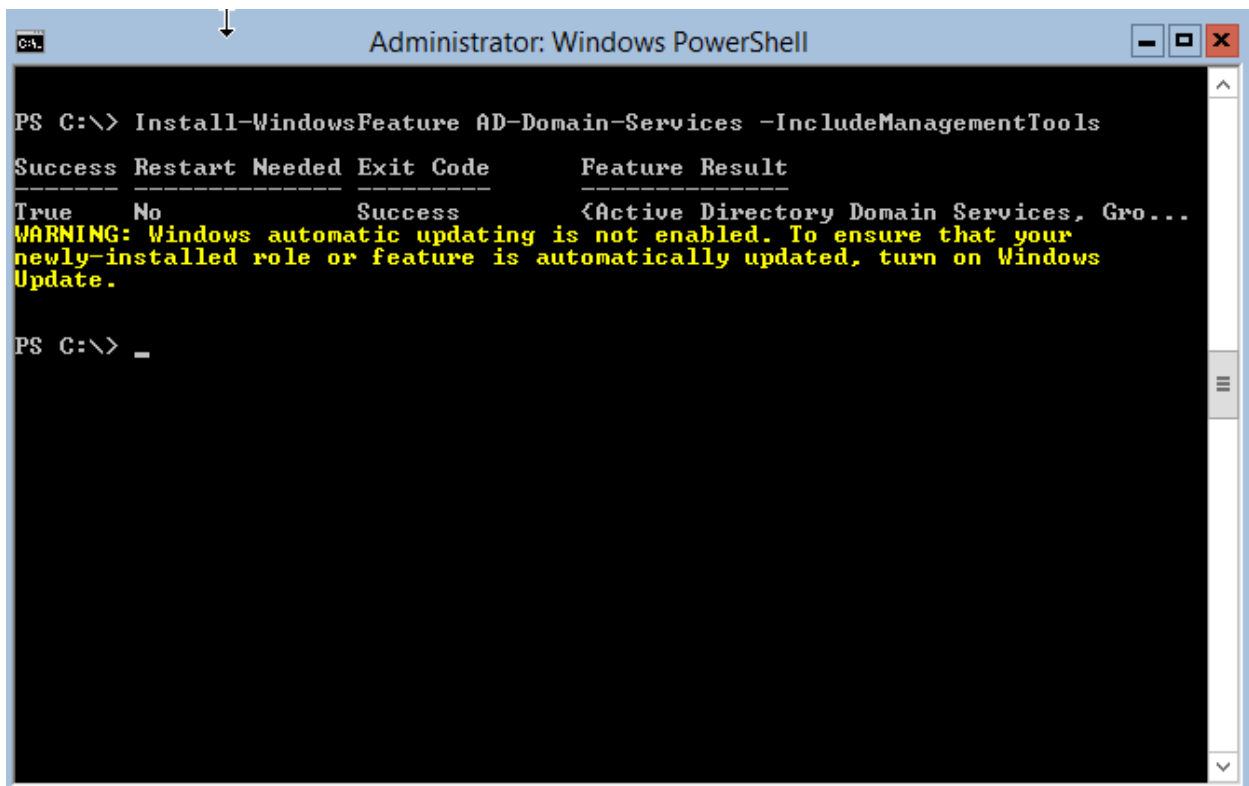 Administrator: Windows PowerShell
PS C:\> Install-WindowsFeature AD-Domain-Services -IncludeManagementTools
Success Restart Needed Exit Code      Feature Result
------- -------------- ---------      --------------
True    No             Success        {Active Directory Domain Services, Gro...
WARNING: Windows automatic updating is not enabled. To ensure that your
newly-installed role or feature is automatically updated, turn on Windows
Update.
PS C:\> _